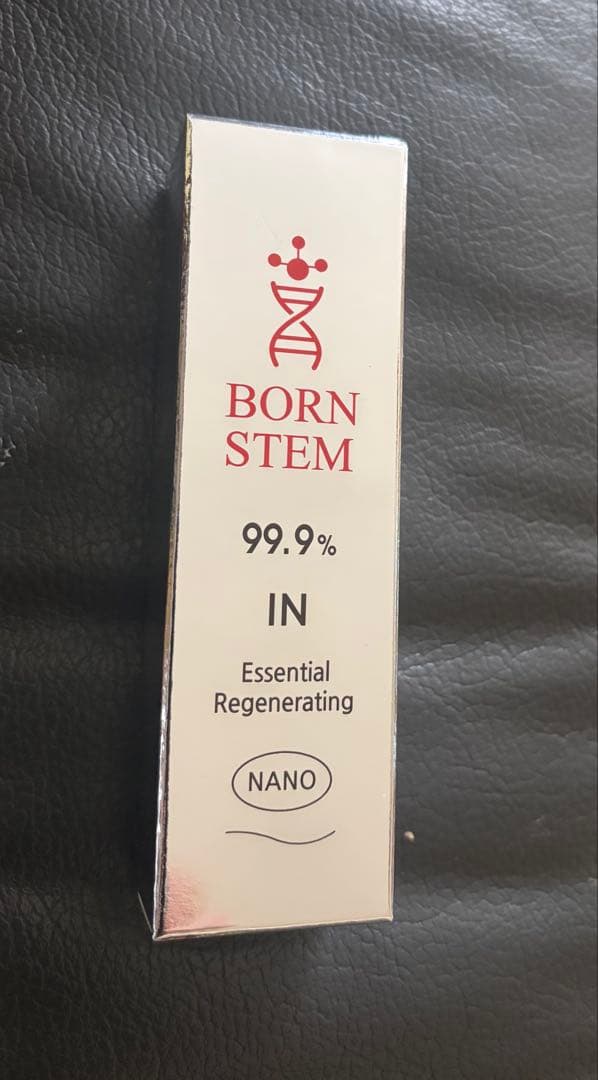 BORN
STEM
99.9%
IN
Essential
Regenerating
NANO